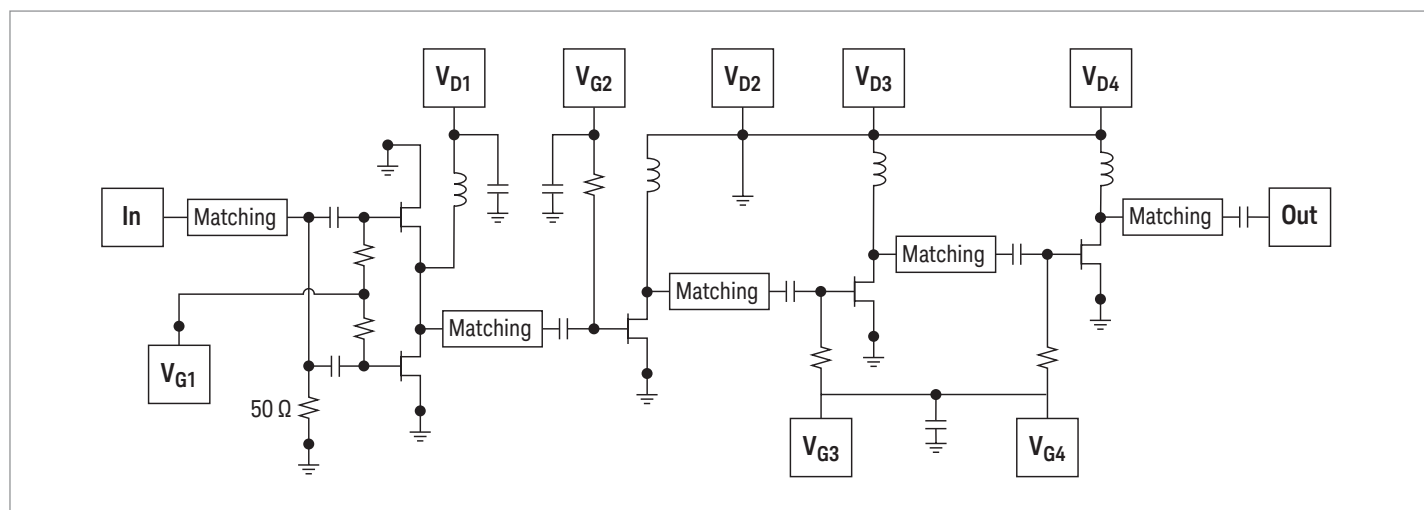 V_D1
V_G2
V_D2
V_D3
V_D4
In
Matching
Matching
Out
Matching
Matching
Matching
V_G1
50 Ω
V_G3
V_G4